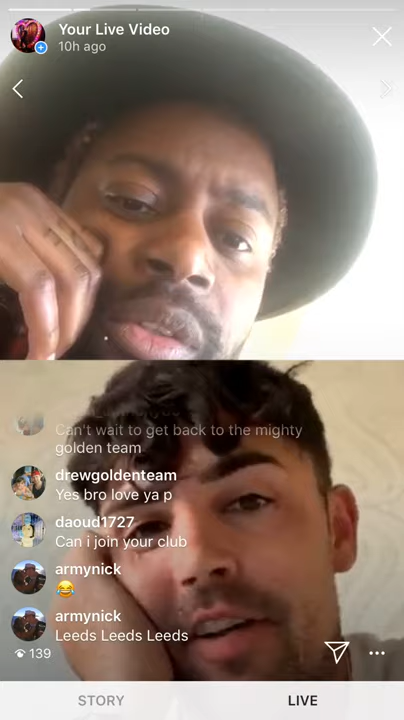 Your Live Video
10h ago
Can't wait to get back to the mighty
golden team
drewgoldenteam
Yes bro love ya p
daoud1727
Can i join your club
armynick
😂
armynick
Leeds Leeds Leeds
139
STORY
LIVE